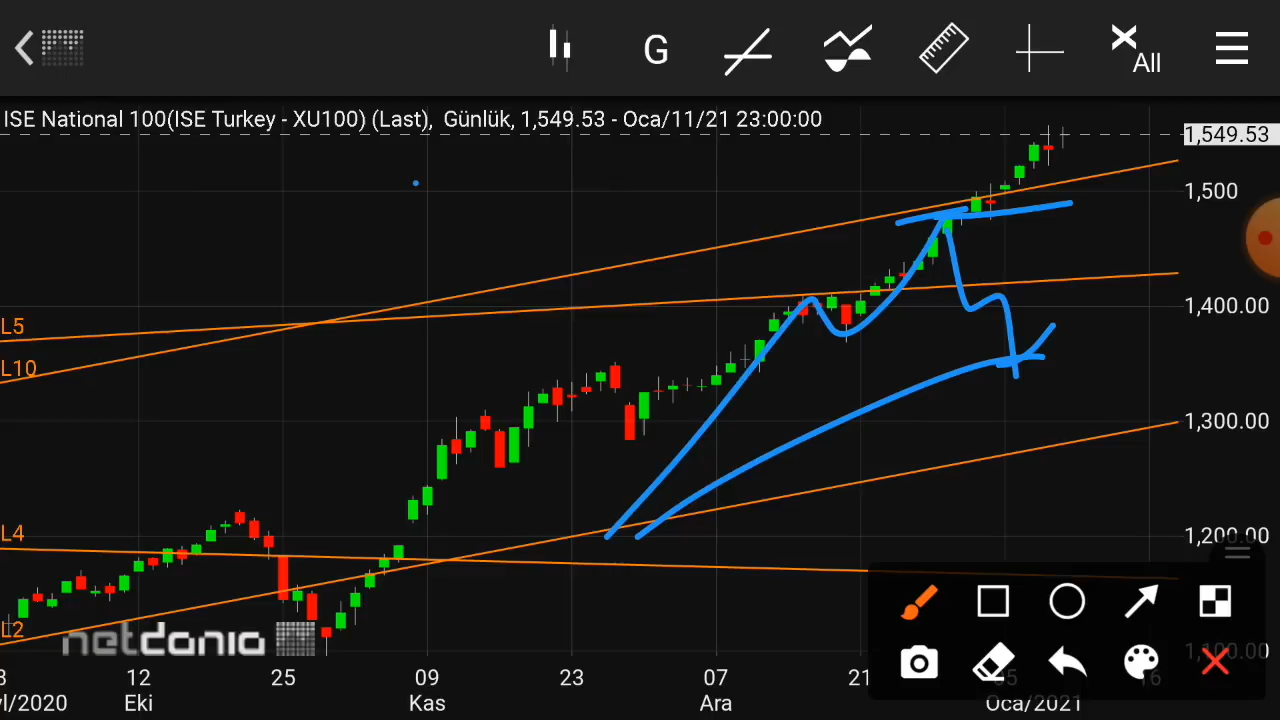 G
All
ISE National 100(ISE Turkey - XU100) (Last), Günlük, 1,549.53 - Oca/11/21 23:00:00
1,549.53
1,500
1,400.00
L5
L10
1,300.00
L4
1,200.00
L2
netdania
1,100.00
12
25
09
23
07
21
05
16
/2020
Eki
Kas
Ara
Oca/2021